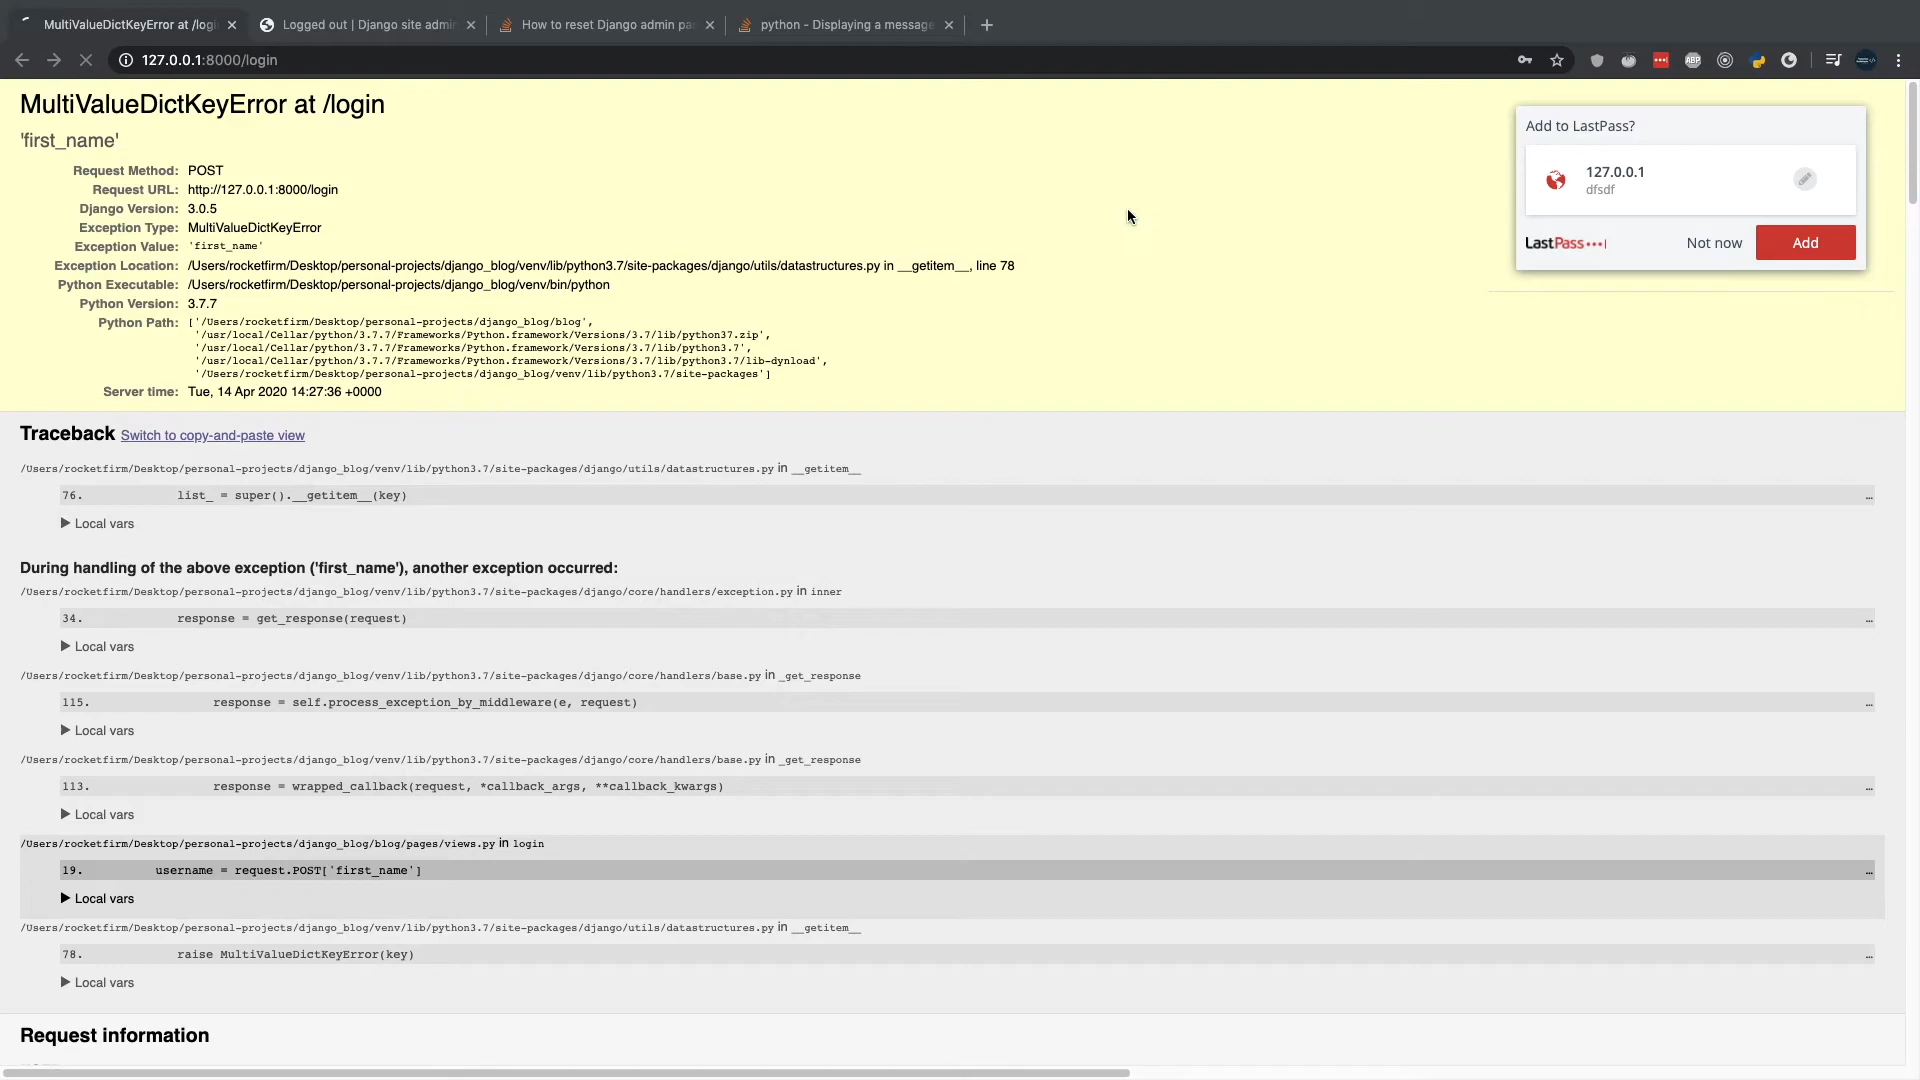 MultiValueDictKeyError at /logi
Logged out | Django site admin
How to reset Django admin pa
python - Displaying a message
127.0.0.1:8000/login
ABP
MultiValueDictKeyError at /login
'first_name'
Request Method: POST
Request URL: http://127.0.0.1:8000/login
Django Version: 3.0.5
Exception Type: MultiValueDictKeyError
Exception Value: 'first_name'
Exception Location: /Users/rocketfirm/Desktop/personal-projects/django_blog/venv/lib/python3.7/site-packages/django/utils/datastructures.py in __getitem__, line 78
Python Executable: /Users/rocketfirm/Desktop/personal-projects/django_blog/venv/bin/python
Python Version: 3.7.7
Python Path: ['/Users/rocketfirm/Desktop/personal-projects/django_blog/blog',
'/usr/local/Cellar/python/3.7.7/Frameworks/Python.framework/Versions/3.7/lib/python37.zip',
'/usr/local/Cellar/python/3.7.7/Frameworks/Python.framework/Versions/3.7/lib/python3.7',
'/usr/local/Cellar/python/3.7.7/Frameworks/Python.framework/Versions/3.7/lib/python3.7/lib-dynload',
'/Users/rocketfirm/Desktop/personal-projects/django_blog/venv/lib/python3.7/site-packages']
Server time: Tue, 14 Apr 2020 14:27:36 +0000
Add to LastPass?
127.0.0.1
dfsdf
LastPass
Not now
Add
Traceback Switch to copy-and-paste view
/Users/rocketfirm/Desktop/personal-projects/django_blog/venv/lib/python3.7/site-packages/django/utils/datastructures.py in __getitem__
76. list_ = super().__getitem__(key) …
▶ Local vars
During handling of the above exception ('first_name'), another exception occurred:
/Users/rocketfirm/Desktop/personal-projects/django_blog/venv/lib/python3.7/site-packages/django/core/handlers/exception.py in inner
34. response = get_response(request) …
▶ Local vars
/Users/rocketfirm/Desktop/personal-projects/django_blog/venv/lib/python3.7/site-packages/django/core/handlers/base.py in _get_response
115. response = self.process_exception_by_middleware(e, request) …
▶ Local vars
/Users/rocketfirm/Desktop/personal-projects/django_blog/venv/lib/python3.7/site-packages/django/core/handlers/base.py in _get_response
113. response = wrapped_callback(request, *callback_args, **callback_kwargs) …
▶ Local vars
/Users/rocketfirm/Desktop/personal-projects/django_blog/blog/pages/views.py in login
19. username = request.POST['first_name'] …
▶ Local vars
/Users/rocketfirm/Desktop/personal-projects/django_blog/venv/lib/python3.7/site-packages/django/utils/datastructures.py in __getitem__
78. raise MultiValueDictKeyError(key) …
▶ Local vars
Request information